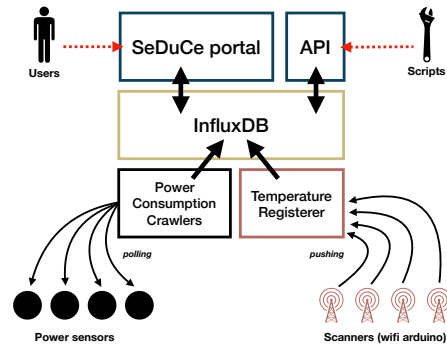 SeDuCe portal
API
Users
Scripts
InfluxDB
Power
Consumption
Crawlers
Temperature
Registerer
polling
pushing
Power sensors
Scanners (wifi arduino)